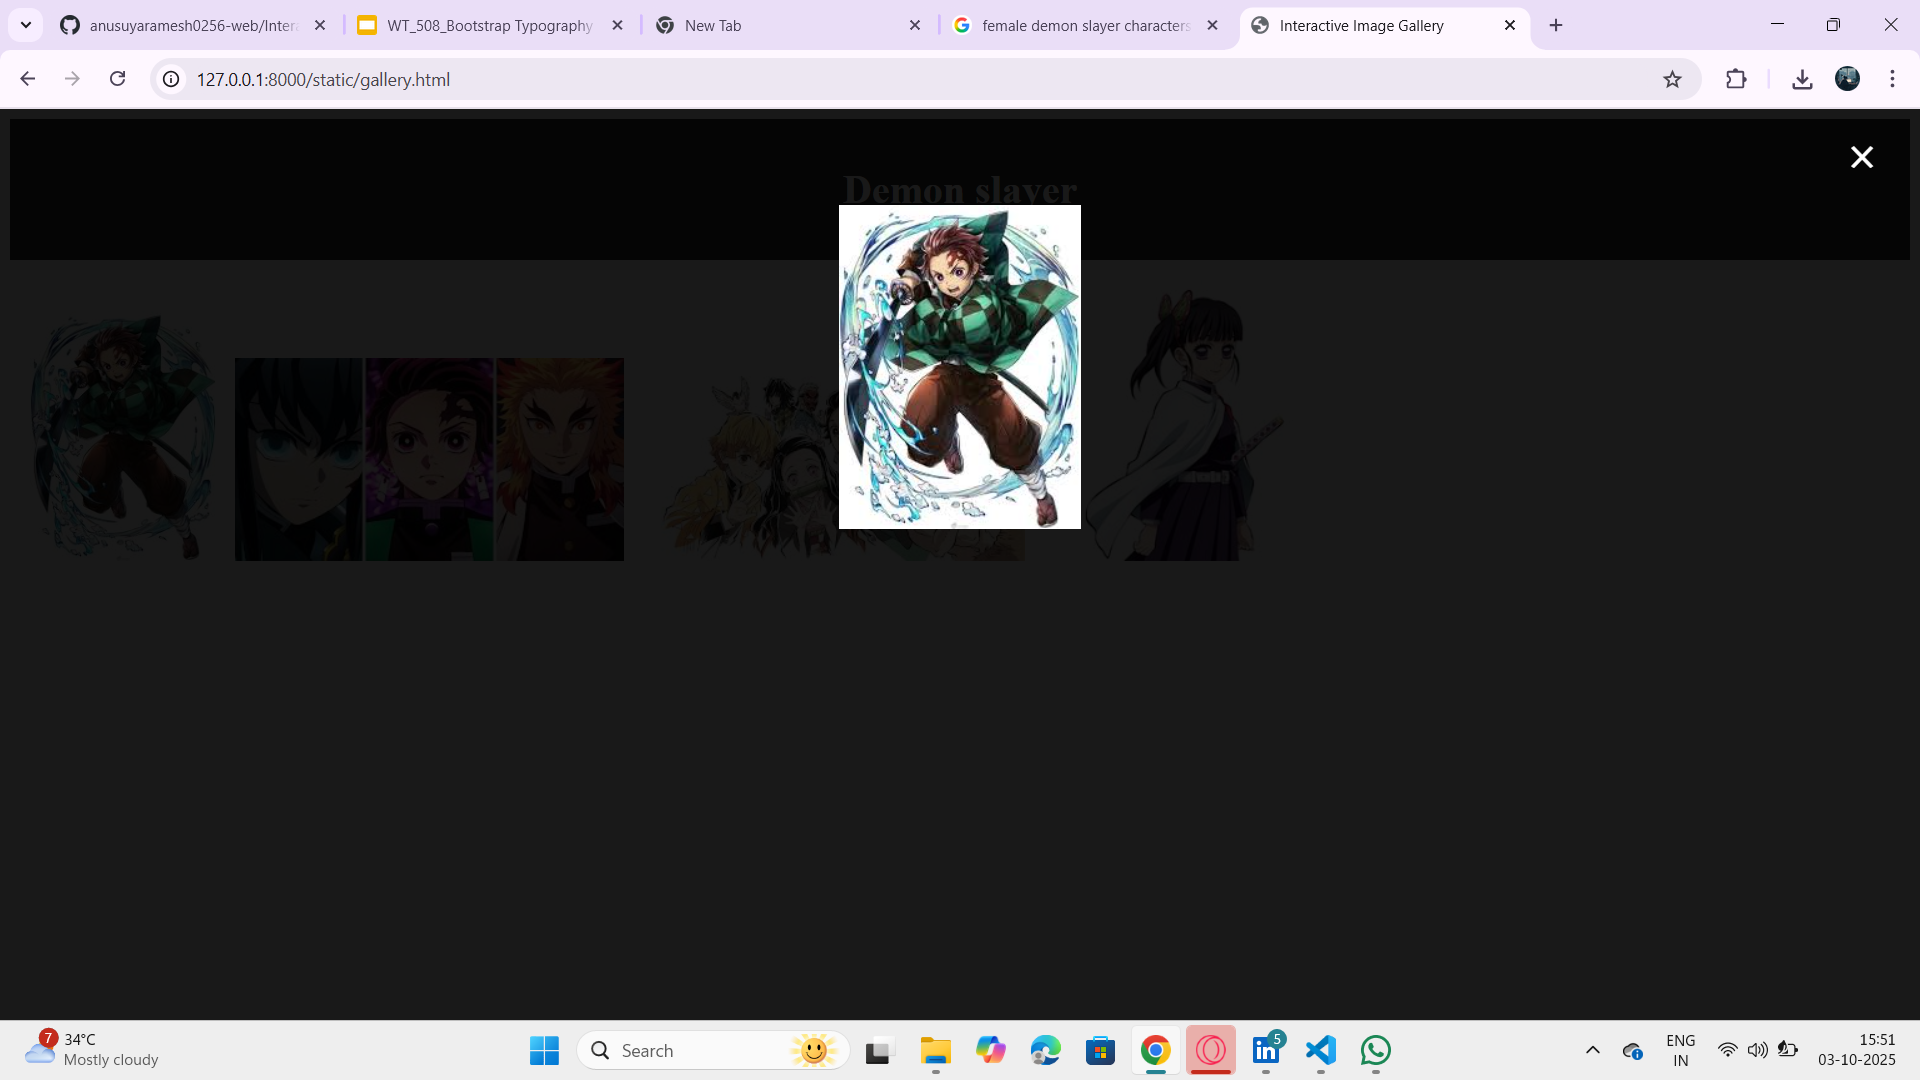 anusuyaramesh0256-web/Intera
WT_508_Bootstrap Typography
New Tab
female demon slayer characters
Interactive Image Gallery
127.0.0.1:8000/static/gallery.html
Demon slayer
7
34°C
Mostly cloudy
Search
5
ENG
IN
15:51
03-10-2025